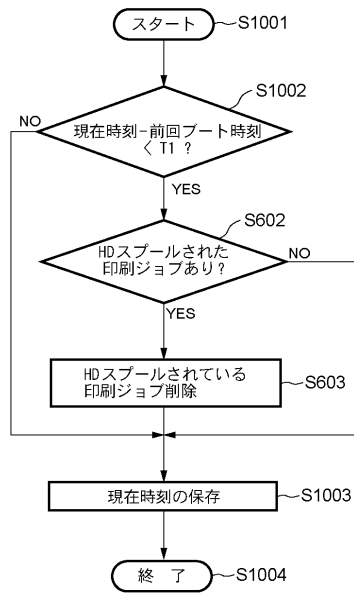 スタート
S1001
S1002
NO
現在時刻-前回ブート時刻
< T1 ?
YES
S602
HDスプールされた
印刷ジョブあり?
NO
YES
HDスプールされている
印刷ジョブ削除
S603
現在時刻の保存
S1003
終 了
S1004